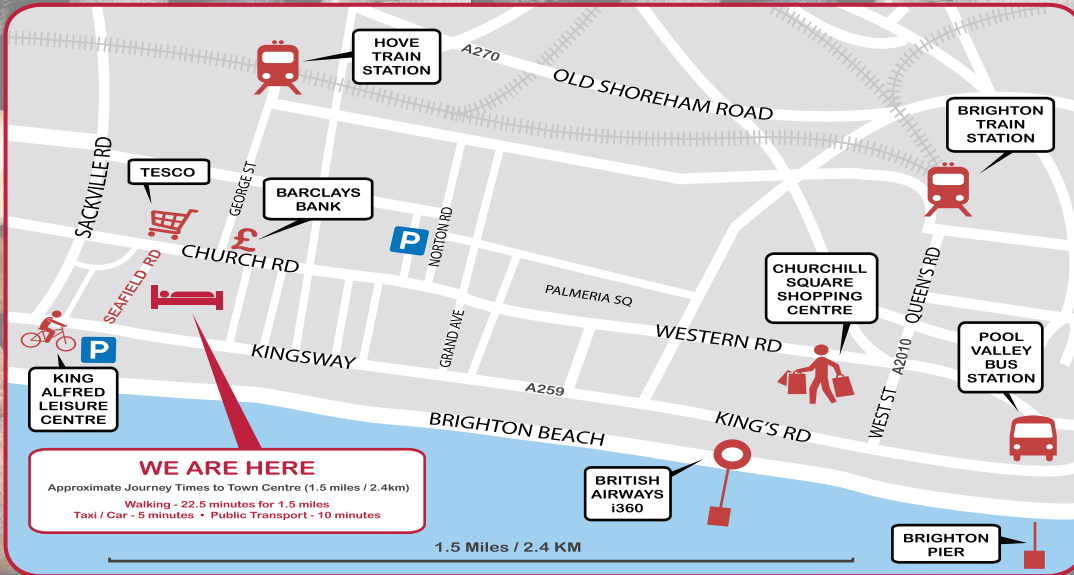 HOVE
TRAIN
STATION
A270
OLD SHOREHAM ROAD
BRIGHTON
TRAIN
STATION
SACKVILLE RD
TESCO
GEORGE ST
BARCLAYS
BANK
£
P
NORTON RD
CHURCH RD
SEAFIELD RD
PALMERIA SQ
CHURCHILL
SQUARE
SHOPPING
CENTRE
QUEEN'S RD
A2010
WEST ST
POOL
VALLEY
BUS
STATION
WESTERN RD
GRAND AVE
KINGSWAY
P
KING
ALFRED
LEISURE
CENTRE
A259
KING'S RD
BRIGHTON BEACH
WE ARE HERE
Approximate Journey Times to Town Centre (1.5 miles / 2.4km)
Walking - 22.5 minutes for 1.5 miles
Taxi / Car - 5 minutes • Public Transport - 10 minutes
BRITISH
AIRWAYS
i360
BRIGHTON
PIER
1.5 Miles / 2.4 KM